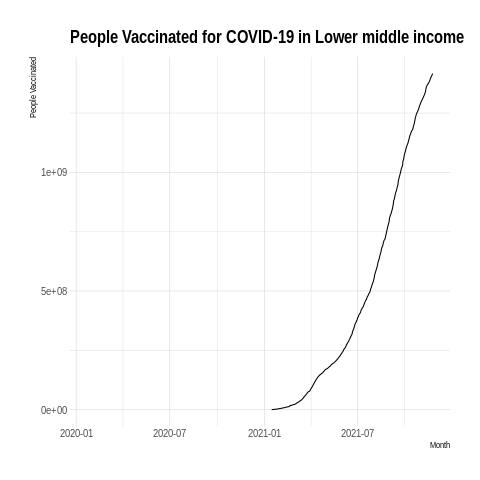 People Vaccinated for COVID-19 in Lower middle income
People Vaccinated
1e+09
5e+08
0e+00
2020-01 2020-07 2021-01 2021-07
Month